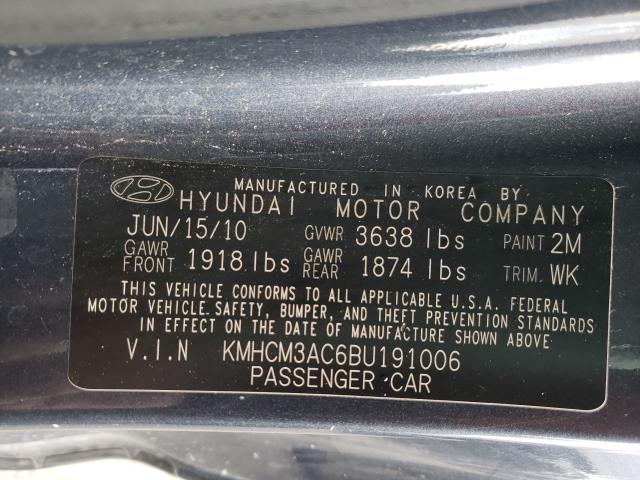 MANUFACTURED IN KOREA BY
HYUNDAI MOTOR COMPANY
JUN/15/10 GVWR 3638 lbs PAINT 2M
GAWR FRONT 1918 lbs GAWR REAR 1874 lbs TRIM. WK
THIS VEHICLE CONFORMS TO ALL APPLICABLE U.S.A. FEDERAL
MOTOR VEHICLE SAFETY, BUMPER, AND THEFT PREVENTION STANDARDS
IN EFFECT ON THE DATE OF MANUFACTURE SHOWN ABOVE
V.I.N KMHCM3AC6BU191006
PASSENGER CAR